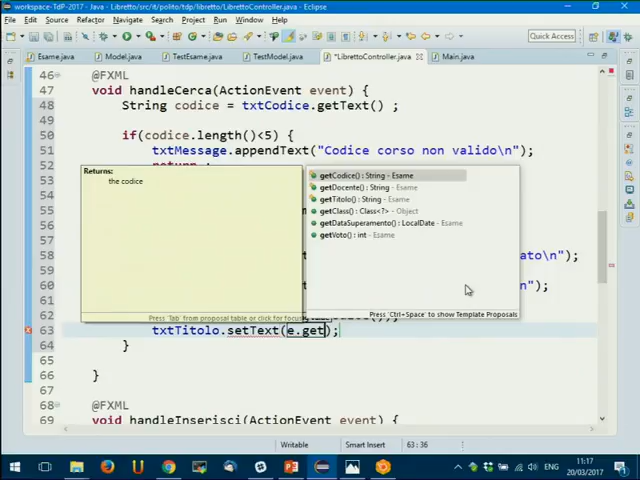 workspace-TdP-2017 - Java - Libretto/src/it/polito/tdp/libretto/LibrettoController.java - Eclipse
File Edit Source Refactor Navigate Search Project Run Window Help
Quick Access
Esame.java Model.java TestEsame.java TestModel.java *LibrettoController.java Main.java
46 @FXML
47 void handleCerca(ActionEvent event) {
48 String codice = txtCodice.getText() ;
49
50 if(codice.length()<5) {
51 txtMessage.appendText("Codice corso non valido\n");
52 return ;
53
54
55
56
57
58 ato\n");
59
60 \n");
61
62
63 txtTitolo.setText(e.get);
64 }
65
66 }
67
68 @FXML
69 void handleInserisci(ActionEvent event) {
Returns:
the codice
Press 'Tab' from proposal table or click for focus
getCodice() : String - Esame
getDocente() : String - Esame
getTitolo() : String - Esame
getClass() : Class<?> - Object
getDataSuperamento() : LocalDate - Esame
getVoto() : int - Esame
Press 'Ctrl+Space' to show Template Proposals
Writable Smart Insert 63 : 36
ENG 11:17
20/03/2017